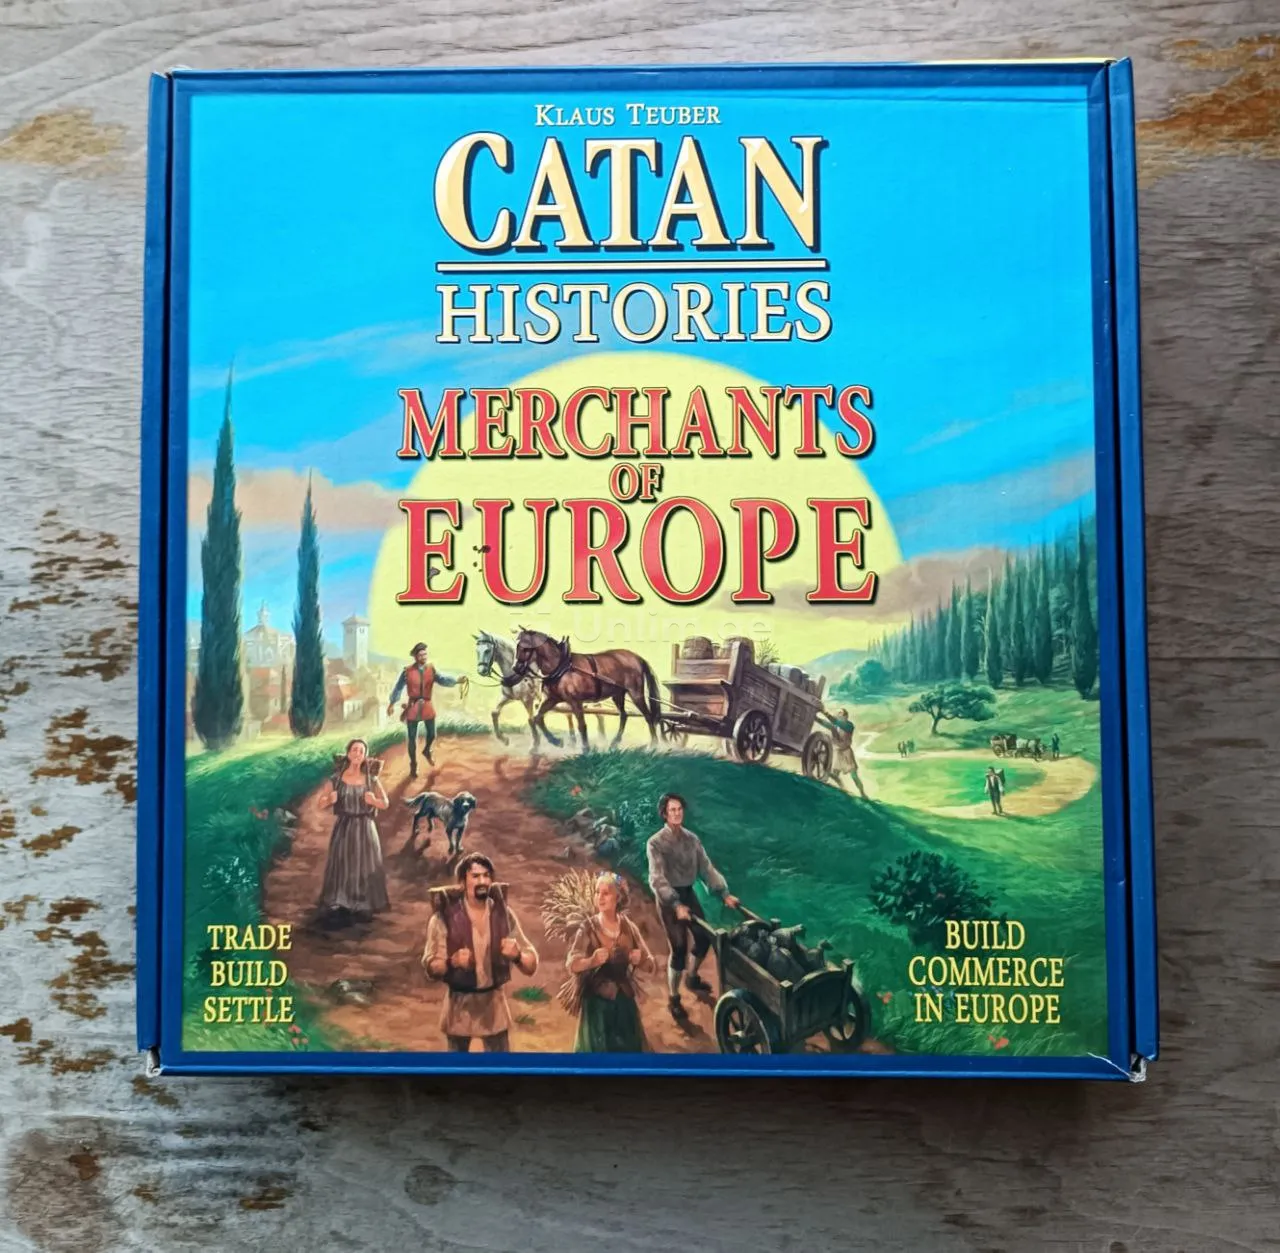 KLAUS TEUBER
CATAN
HISTORIES
MERCHANTS
OF
EUROPE
TRADE
BUILD
SETTLE
BUILD
COMMERCE
IN EUROPE